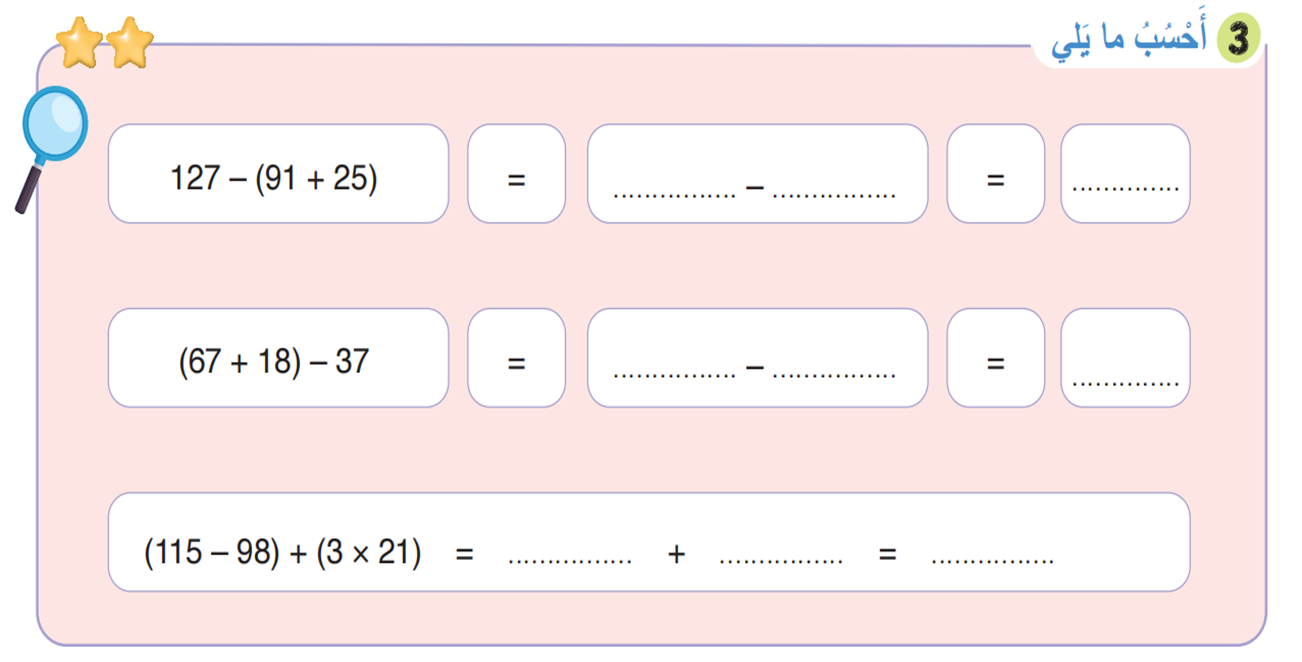 3 أَحْسُبُ ما يَلي
127 – (91 + 25) = ................ – ................ = ..............
(67 + 18) – 37 = ................ – ................ = ..............
(115 – 98) + (3 × 21) = ................ + ................ = ................